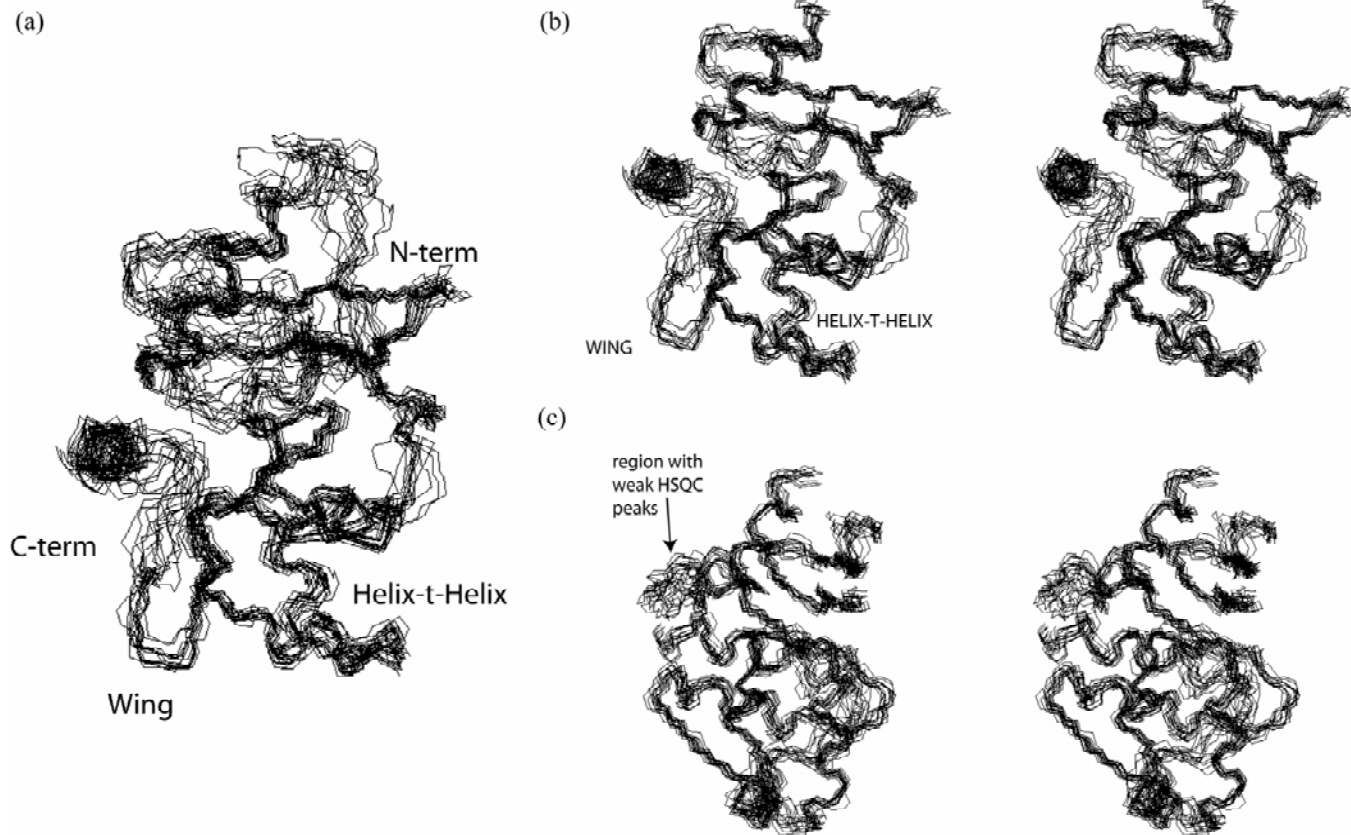 (a)
N-term
C-term
Helix-t-Helix
Wing
(b)
HELIX-T-HELIX
WING
(c)
region with
weak HSQC
peaks